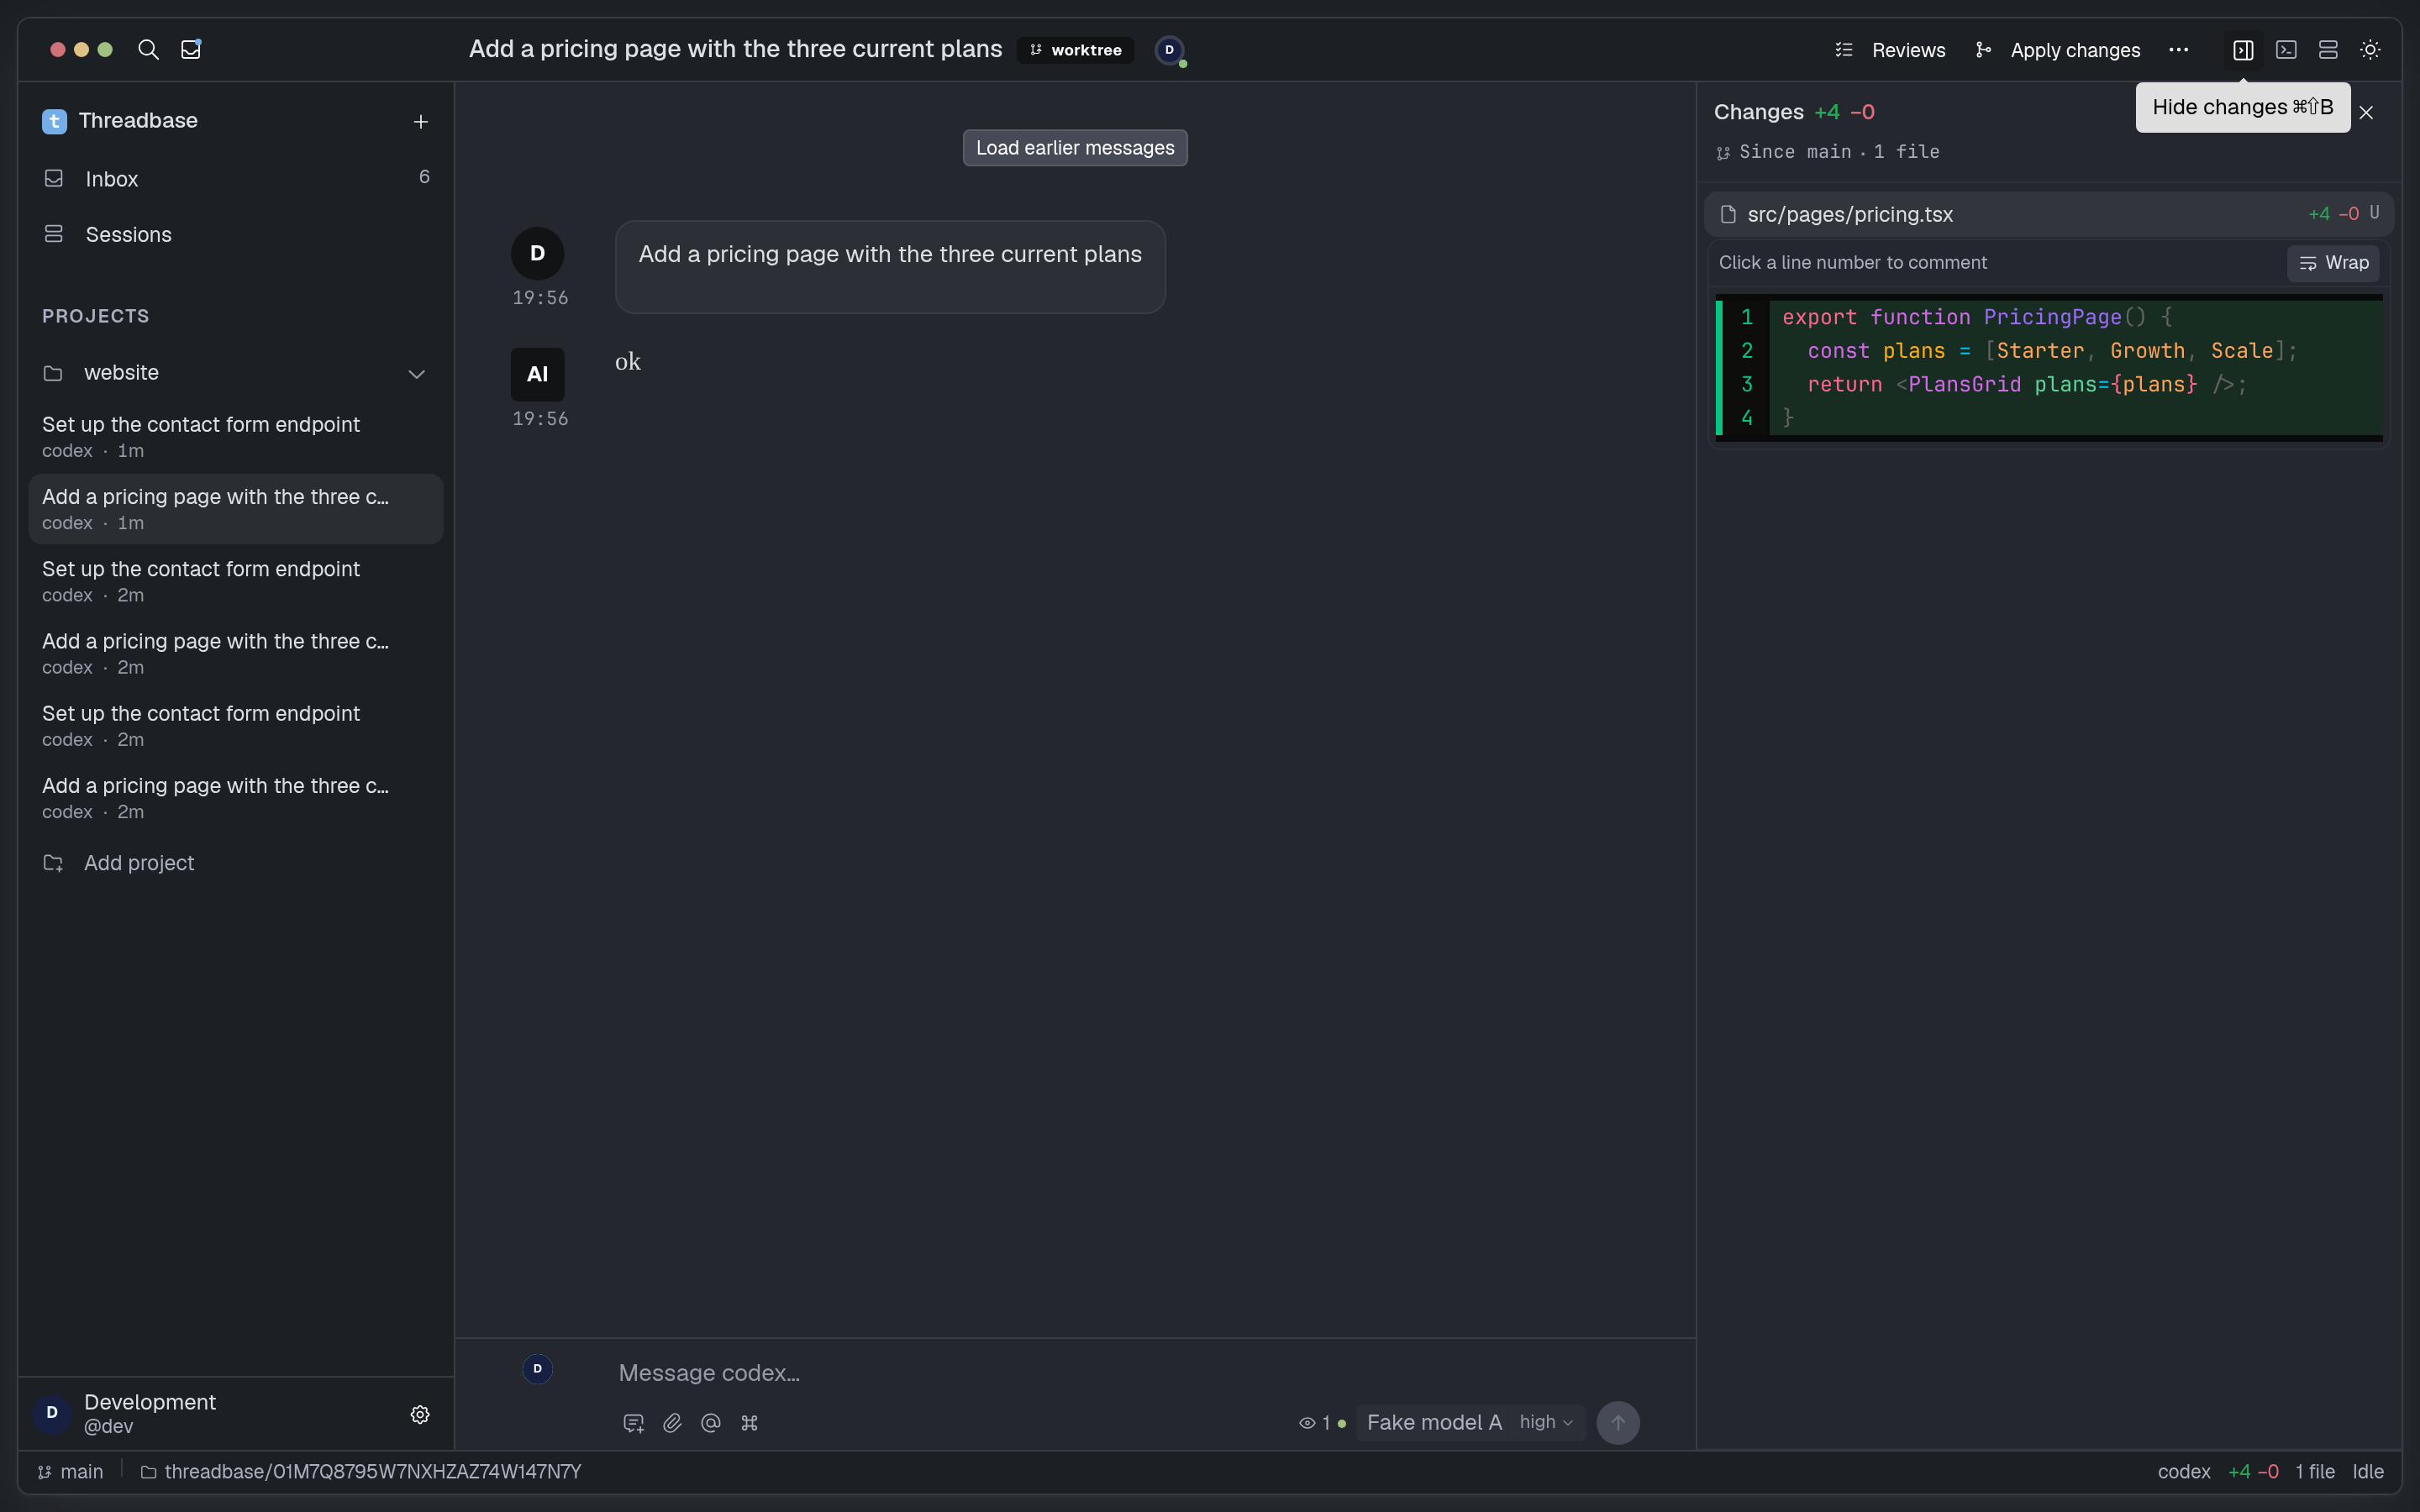 Add a pricing page with the three current plans
worktree
D
Reviews
Apply changes
Hide changes ⌘⇧B
t Threadbase
Inbox 6
Sessions
PROJECTS
website
Set up the contact form endpoint
codex · 1m
Add a pricing page with the three c...
codex · 1m
Set up the contact form endpoint
codex · 2m
Add a pricing page with the three c...
codex · 2m
Set up the contact form endpoint
codex · 2m
Add a pricing page with the three c...
codex · 2m
Add project
D
Development
@dev
Load earlier messages
D
19:56
Add a pricing page with the three current plans
AI
19:56
ok
D
Message codex...
1
Fake model A high
Changes +4 −0
Since main · 1 file
src/pages/pricing.tsx +4 −0 U
Click a line number to comment
Wrap
1 export function PricingPage() {
2   const plans = [Starter, Growth, Scale];
3   return <PlansGrid plans={plans} />;
4 }
main
threadbase/01M7Q8795W7NXHZAZ74W147N7Y
codex +4 −0 1 file Idle